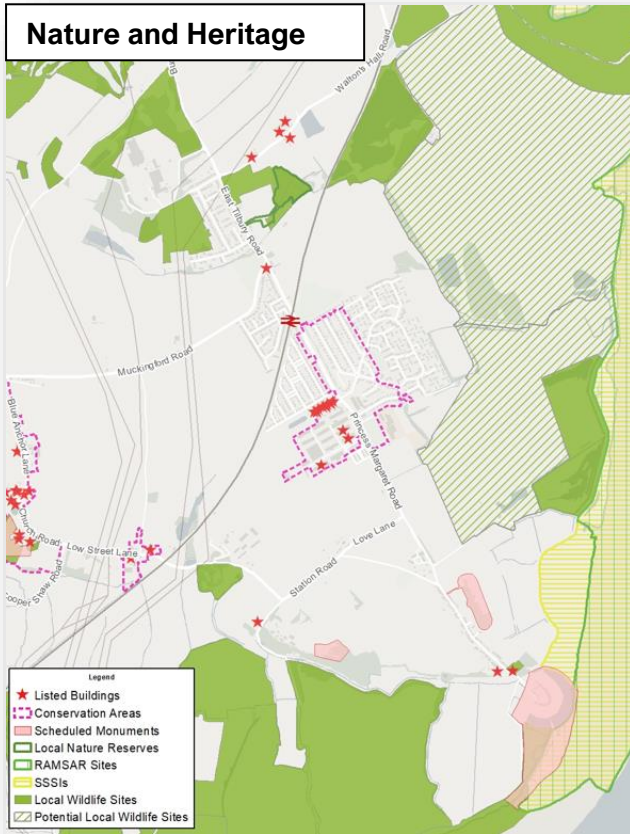 Nature and Heritage
Walton's Hall Road
East Tilbury Road
Muckingford Road
Blue Anchor Lane
Princess Margaret Road
Church Road
Low Street Lane
Love Lane
Station Road
Cooper Shaw Road
Legend
Listed Buildings
Conservation Areas
Scheduled Monuments
Local Nature Reserves
RAMSAR Sites
SSSIs
Local Wildlife Sites
Potential Local Wildlife Sites